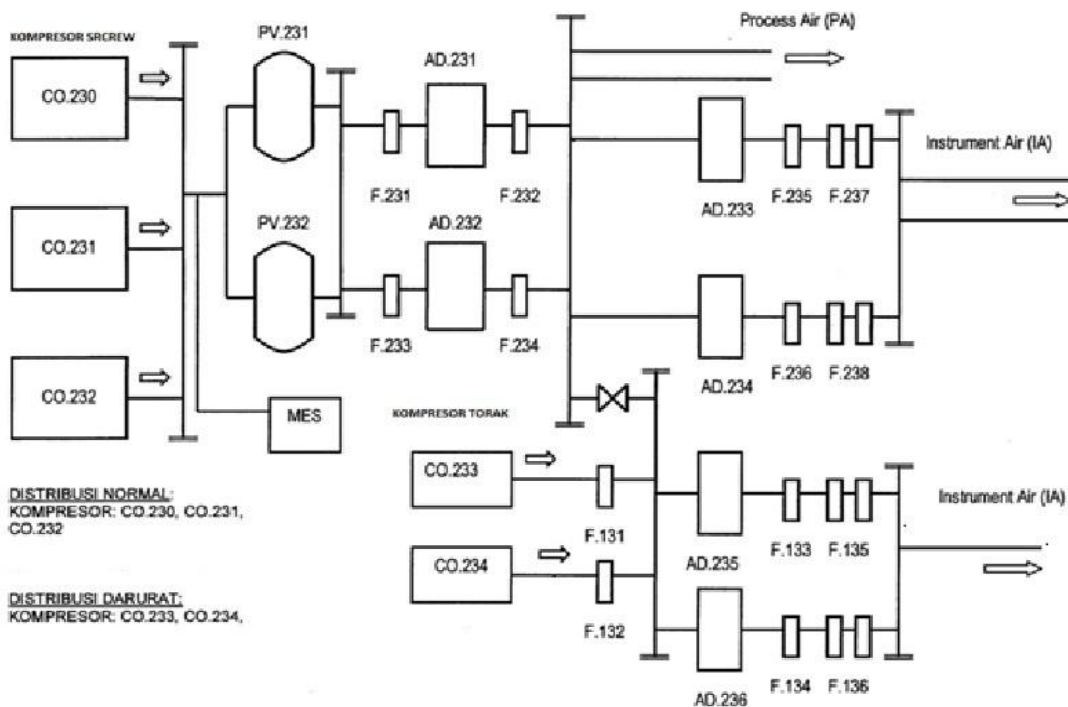 KOMPRESOR SRCREW
PV.231
Process Air (PA)
AD.231
CO.230
Instrument Air (IA)
F.231
F.232
F.235
F.237
AD.232
AD.233
PV.232
CO.231
F.233
F.234
F.236
F.238
AD.234
CO.232
MES
KOMPRESOR TORAK
CO.233
Instrument Air (IA)
DISTRIBUSI NORMAL:
KOMPRESOR: CO.230, CO.231,
CO.232
F.131
F.133
F.135
AD.235
CO.234
DISTRIBUSI DARURAT:
KOMPRESOR: CO.233, CO.234,
F.132
F.134
F.136
AD.236